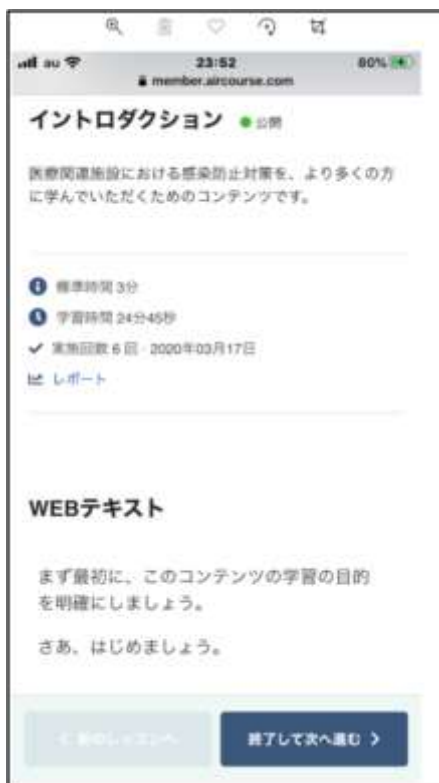 au
23:52
80%
member.aircourse.com
イントロダクション
公開
医療関連施設における感染防止対策を、より多くの方
に学んでいただくためのコンテンツです。
標準時間 3分
学習時間 24分45秒
実施回数 6 回 · 2020年03月17日
レポート
WEBテキスト
まず最初に、このコンテンツの学習の目的
を明確にしましょう。
さあ、はじめましょう。
終了して次へ進む